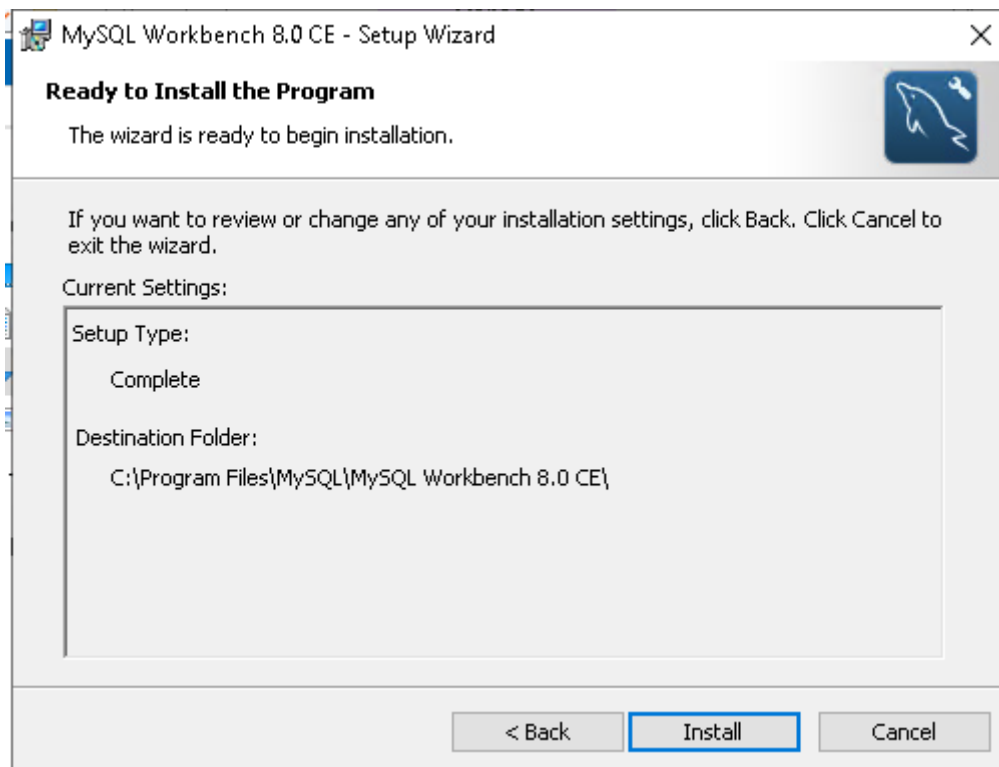 MySQL Workbench 8.0 CE - Setup Wizard
Ready to Install the Program
The wizard is ready to begin installation.
If you want to review or change any of your installation settings, click Back. Click Cancel to
exit the wizard.
Current Settings:
Setup Type:
Complete
Destination Folder:
C:\Program Files\MySQL\MySQL Workbench 8.0 CE\
< Back
Install
Cancel